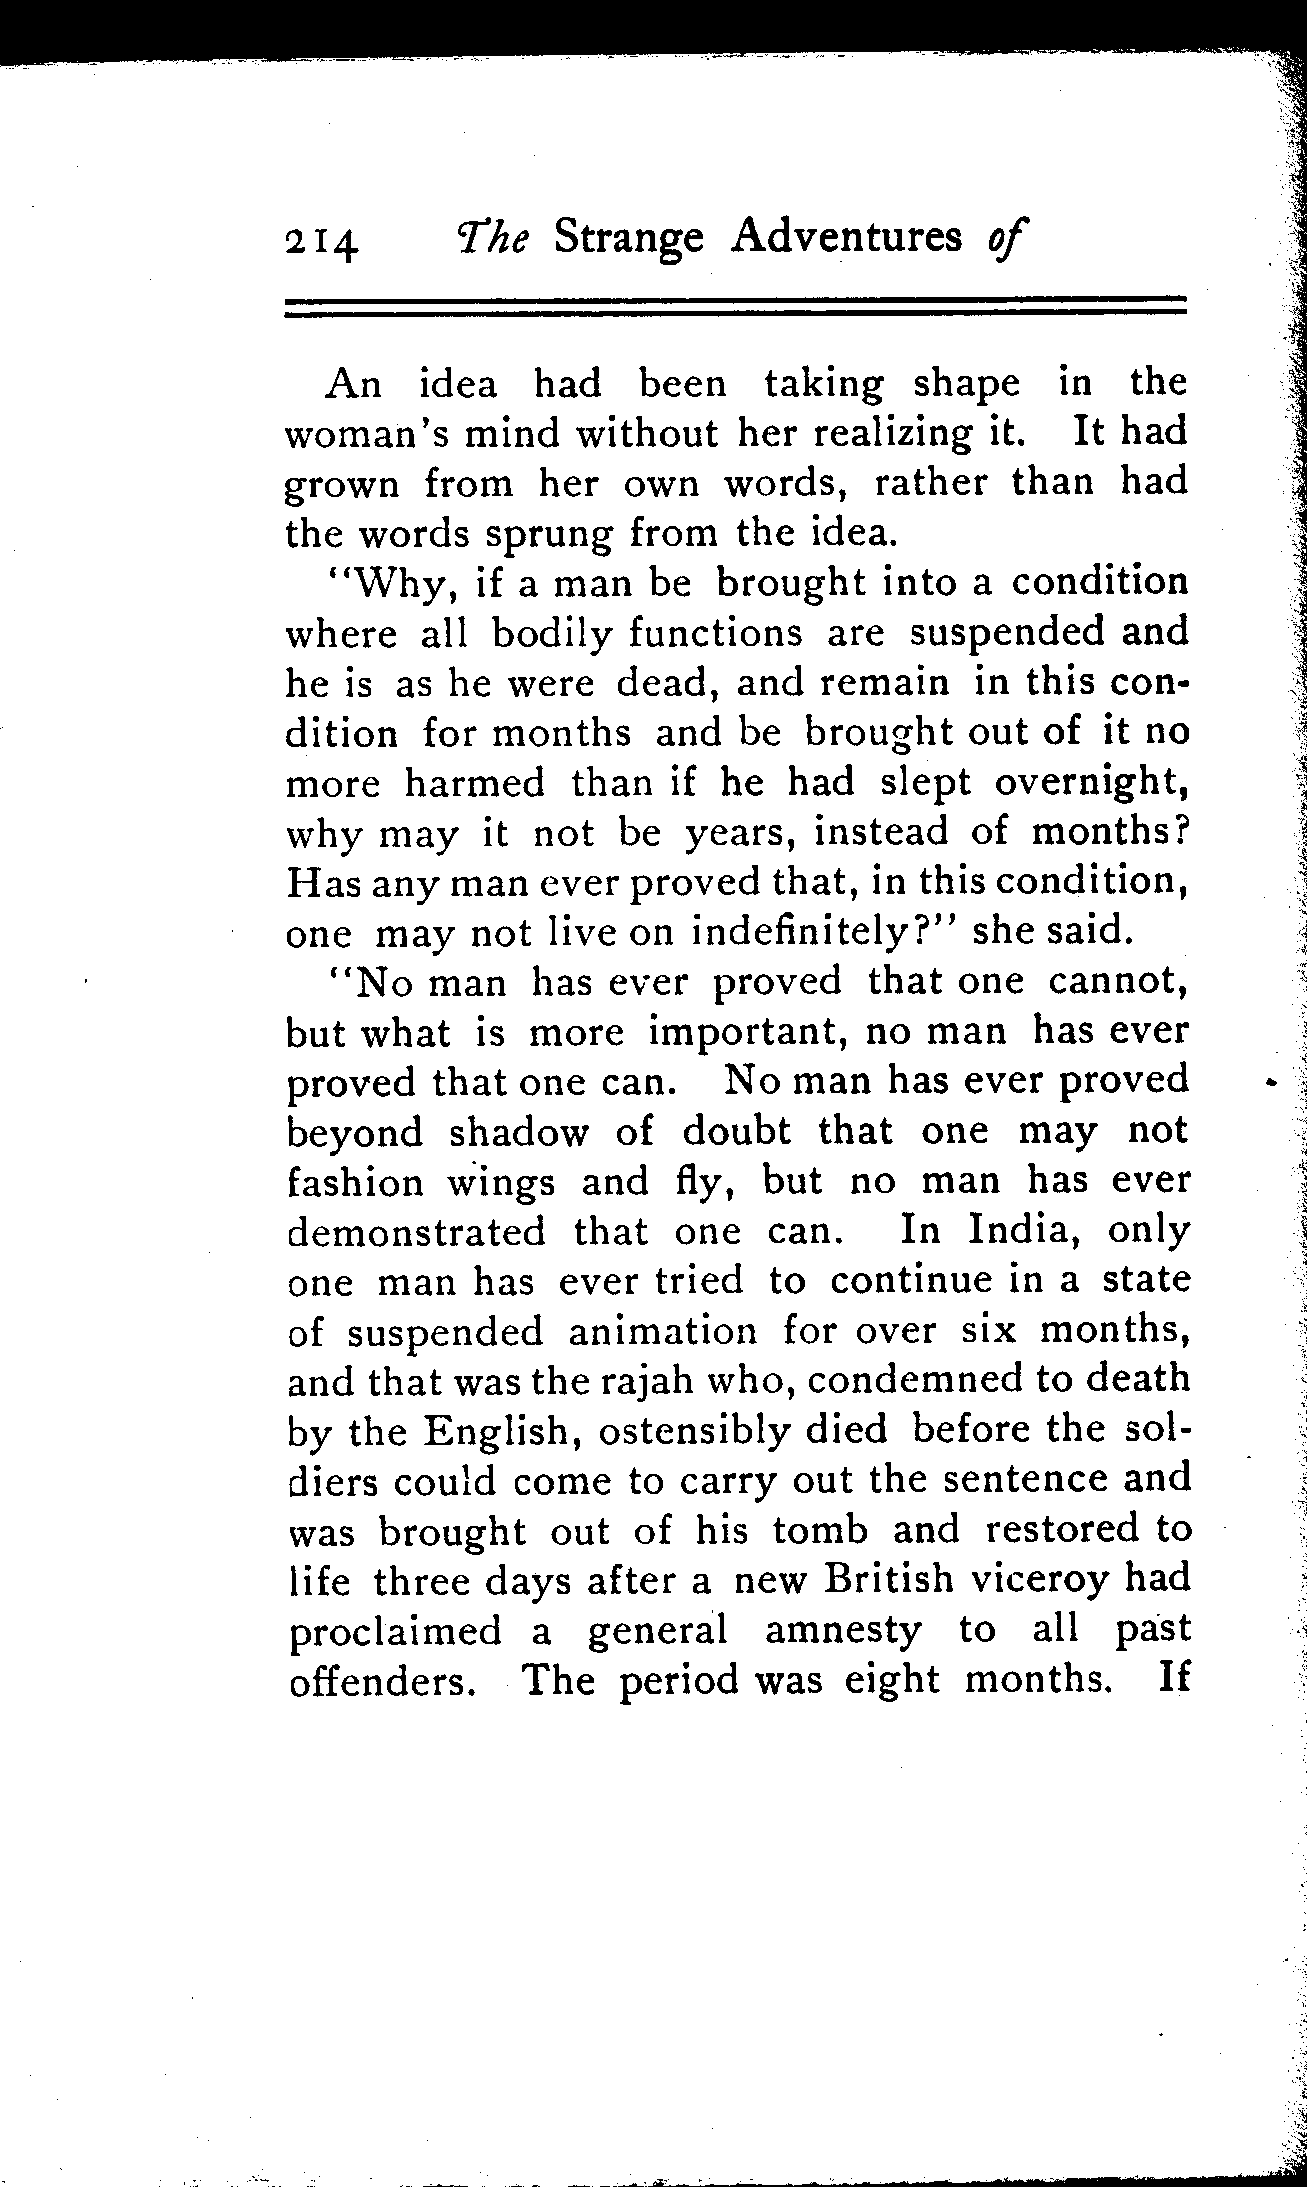 214 The Strange Adventures of
An idea had been taking shape in the
woman's mind without her realizing it. It had
grown from her own words, rather than had
the words sprung from the idea.
"Why, if a man be brought into a condition
where all bodily functions are suspended and
he is as he were dead, and remain in this con-
dition for months and be brought out of it no
more harmed than if he had slept overnight,
why may it not be years, instead of months?
Has any man ever proved that, in this condition,
one may not live on indefinitely?" she said.
"No man has ever proved that one cannot,
but what is more important, no man has ever
proved that one can. No man has ever proved
beyond shadow of doubt that one may not
fashion wings and fly, but no man has ever
demonstrated that one can. In India, only
one man has ever tried to continue in a state
of suspended animation for over six months,
and that was the rajah who, condemned to death
by the English, ostensibly died before the sol-
diers could come to carry out the sentence and
was brought out of his tomb and restored to
life three days after a new British viceroy had
proclaimed a general amnesty to all past
offenders. The period was eight months. If